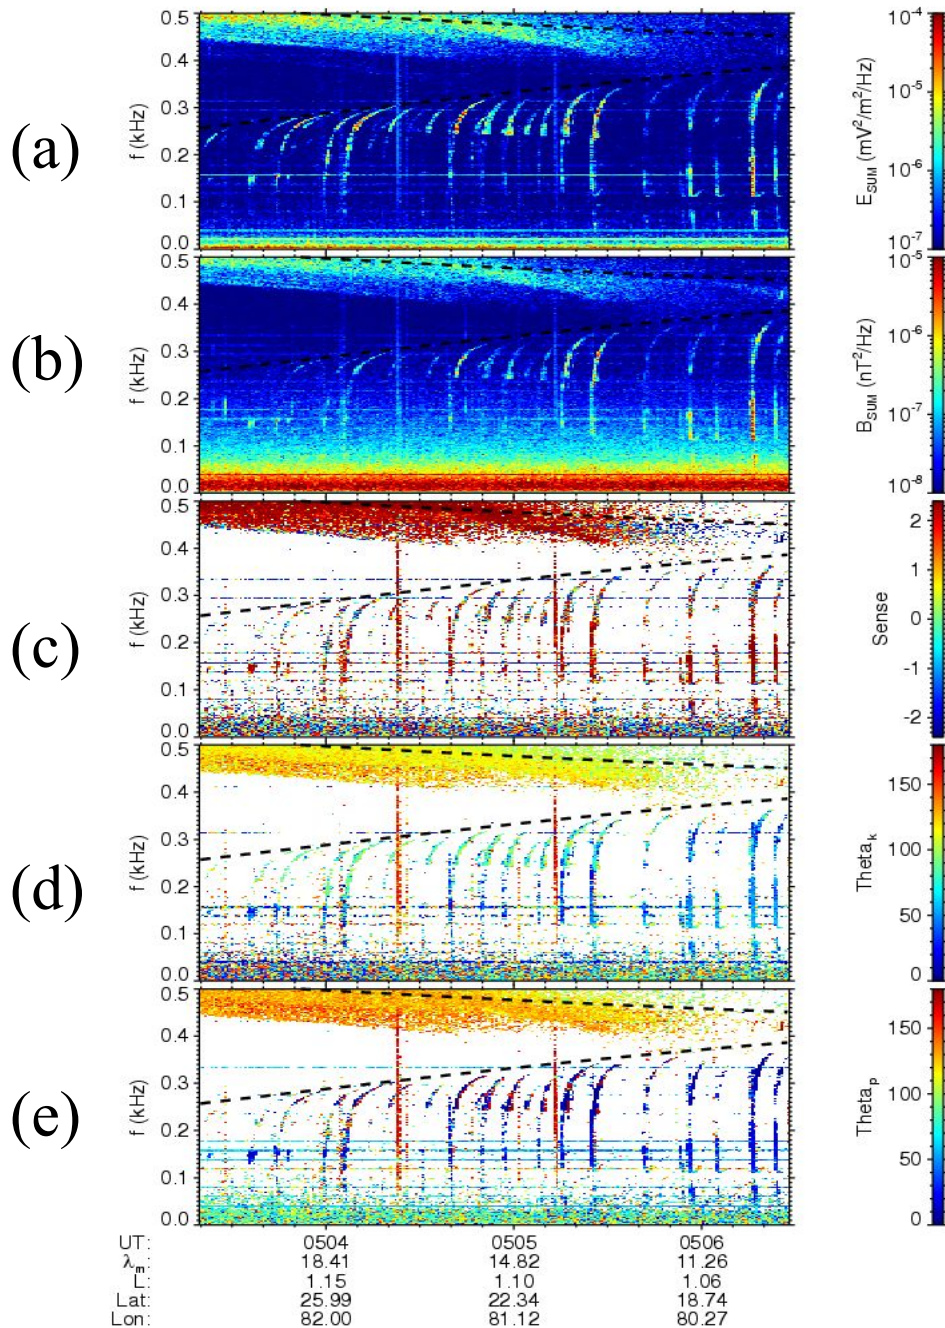 (a)
f (kHz)
0.5
0.4
0.3
0.2
0.1
0.0
10⁻⁴
10⁻⁵
10⁻⁶
10⁻⁷
E_SUM (mV²/m²/Hz)
(b)
f (kHz)
0.5
0.4
0.3
0.2
0.1
0.0
10⁻⁵
10⁻⁶
10⁻⁷
10⁻⁸
B_SUM (nT²/Hz)
(c)
f (kHz)
0.5
0.4
0.3
0.2
0.1
0.0
2
1
0
-1
-2
Sense
(d)
f (kHz)
0.5
0.4
0.3
0.2
0.1
0.0
150
100
50
0
Theta_k
(e)
f (kHz)
0.5
0.4
0.3
0.2
0.1
0.0
150
100
50
0
Theta_p
UT: 0504 0505 0506
λ_m: 18.41 14.82 11.26
L: 1.15 1.10 1.06
Lat: 25.99 22.34 18.74
Lon: 82.00 81.12 80.27